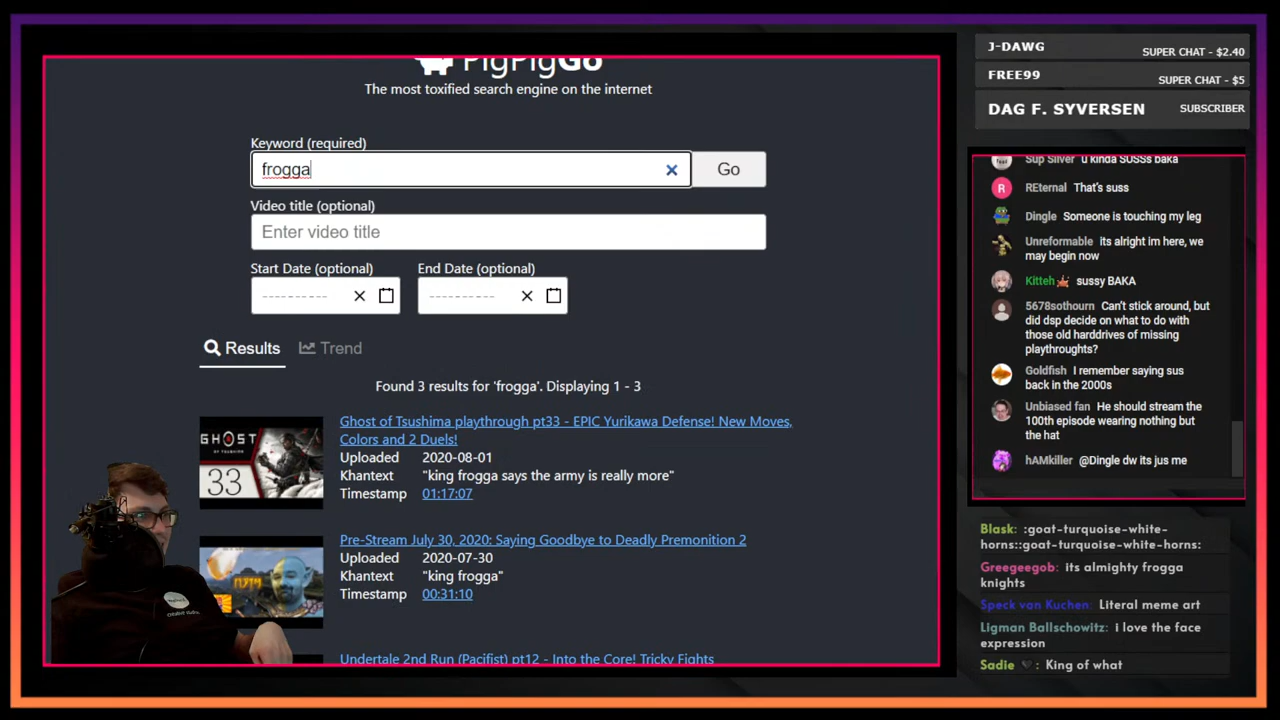 PigPigGo
The most toxified search engine on the internet
Keyword (required)
frogga
Go
Video title (optional)
Enter video title
Start Date (optional)
End Date (optional)
Results
Trend
Found 3 results for 'frogga'. Displaying 1 - 3
Ghost of Tsushima playthrough pt33 - EPIC Yurikawa Defense! New Moves,
Colors and 2 Duels!
Uploaded 2020-08-01
Khantext "king frogga says the army is really more"
Timestamp 01:17:07
GHOST
33
Pre-Stream July 30, 2020: Saying Goodbye to Deadly Premonition 2
Uploaded 2020-07-30
Khantext "king frogga"
Timestamp 00:31:10
Undertale 2nd Run (Pacifist) pt12 - Into the Core! Tricky Fights
J-DAWG SUPER CHAT - $2.40
FREE99 SUPER CHAT - $5
DAG F. SYVERSEN SUBSCRIBER
Sup Silver u kinda SUSSs baka
R REternal That's suss
Dingle Someone is touching my leg
Unreformable its alright im here, we
may begin now
Kitteh sussy BAKA
5678sothourn Can't stick around, but
did dsp decide on what to do with
those old harddrives of missing
playthroughts?
Goldfish I remember saying sus
back in the 2000s
Unbiased fan He should stream the
100th episode wearing nothing but
the hat
hAMkiller @Dingle dw its jus me
Blask: :goat-turquoise-white-
horns::goat-turquoise-white-horns:
Greegeegob: its almighty frogga
knights
Speck van Kuchen: Literal meme art
Ligman Ballschowitz: i love the face
expression
Sadie : King of what